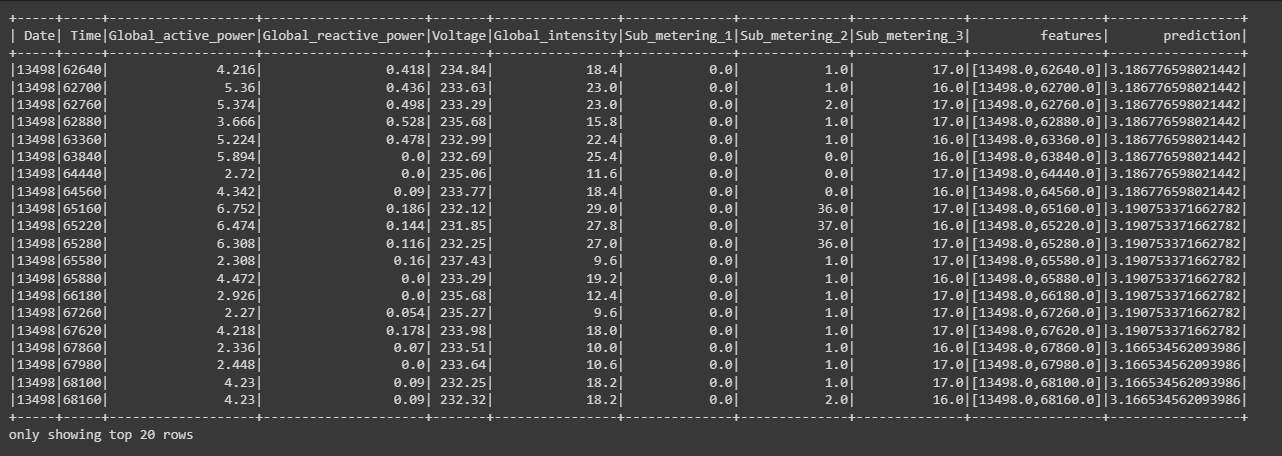 +-----+-----+-------------------+---------------------+-------+----------------+--------------+--------------+--------------+-----------------+-----------------+
| Date| Time|Global_active_power|Global_reactive_power|Voltage|Global_intensity|Sub_metering_1|Sub_metering_2|Sub_metering_3|         features|       prediction|
+-----+-----+-------------------+---------------------+-------+----------------+--------------+--------------+--------------+-----------------+-----------------+
|13498|62640|              4.216|                0.418| 234.84|            18.4|           0.0|           1.0|          17.0|[13498.0,62640.0]|3.186776598021442|
|13498|62700|               5.36|                0.436| 233.63|            23.0|           0.0|           1.0|          16.0|[13498.0,62700.0]|3.186776598021442|
|13498|62760|              5.374|                0.498| 233.29|            23.0|           0.0|           2.0|          17.0|[13498.0,62760.0]|3.186776598021442|
|13498|62880|              3.666|                0.528| 235.68|            15.8|           0.0|           1.0|          17.0|[13498.0,62880.0]|3.186776598021442|
|13498|63360|              5.224|                0.478| 232.99|            22.4|           0.0|           1.0|          16.0|[13498.0,63360.0]|3.186776598021442|
|13498|63840|              5.894|                  0.0| 232.69|            25.4|           0.0|           0.0|          16.0|[13498.0,63840.0]|3.186776598021442|
|13498|64440|               2.72|                  0.0| 235.06|            11.6|           0.0|           0.0|          17.0|[13498.0,64440.0]|3.186776598021442|
|13498|64560|              4.342|                 0.09| 233.77|            18.4|           0.0|           0.0|          16.0|[13498.0,64560.0]|3.186776598021442|
|13498|65160|              6.752|                0.186| 232.12|            29.0|           0.0|          36.0|          17.0|[13498.0,65160.0]|3.190753371662782|
|13498|65220|              6.474|                0.144| 231.85|            27.8|           0.0|          37.0|          16.0|[13498.0,65220.0]|3.190753371662782|
|13498|65280|              6.308|                0.116| 232.25|            27.0|           0.0|          36.0|          17.0|[13498.0,65280.0]|3.190753371662782|
|13498|65580|              2.308|                 0.16| 237.43|             9.6|           0.0|           1.0|          17.0|[13498.0,65580.0]|3.190753371662782|
|13498|65880|              4.472|                  0.0| 233.29|            19.2|           0.0|           1.0|          16.0|[13498.0,65880.0]|3.190753371662782|
|13498|66180|              2.926|                  0.0| 235.68|            12.4|           0.0|           1.0|          17.0|[13498.0,66180.0]|3.190753371662782|
|13498|67260|               2.27|                0.054| 235.27|             9.6|           0.0|           1.0|          17.0|[13498.0,67260.0]|3.190753371662782|
|13498|67620|              4.218|                0.178| 233.98|            18.0|           0.0|           1.0|          17.0|[13498.0,67620.0]|3.190753371662782|
|13498|67860|              2.336|                 0.07| 233.51|            10.0|           0.0|           1.0|          16.0|[13498.0,67860.0]|3.166534562093986|
|13498|67980|              2.448|                  0.0| 233.64|            10.6|           0.0|           1.0|          17.0|[13498.0,67980.0]|3.166534562093986|
|13498|68100|               4.23|                 0.09| 232.25|            18.2|           0.0|           1.0|          17.0|[13498.0,68100.0]|3.166534562093986|
|13498|68160|               4.23|                 0.09| 232.32|            18.2|           0.0|           2.0|          16.0|[13498.0,68160.0]|3.166534562093986|
+-----+-----+-------------------+---------------------+-------+----------------+--------------+--------------+--------------+-----------------+-----------------+
only showing top 20 rows